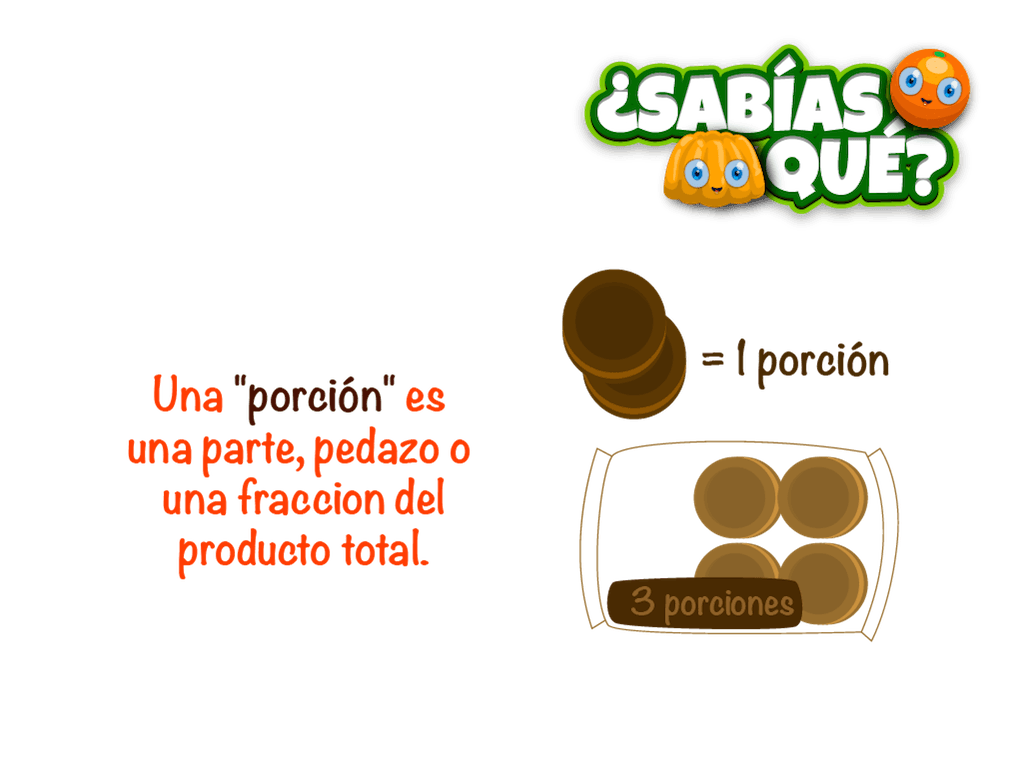 ¿SABÍAS
QUÉ?
= 1 porción
Una "porción" es
una parte, pedazo o
una fraccion del
producto total.
3 porciones